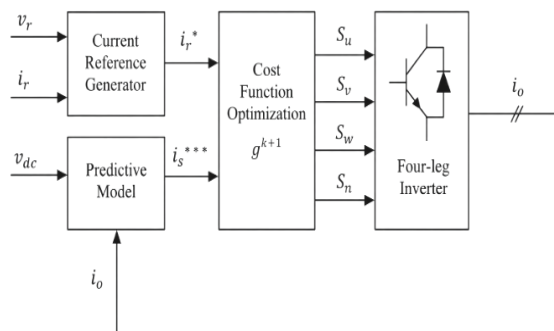 v_r
i_r
Current
Reference
Generator
i_r*
v_dc
Predictive
Model
i_s***
i_o
Cost
Function
Optimization
g^{k+1}
S_u
S_v
S_w
S_n
Four-leg
Inverter
i_o